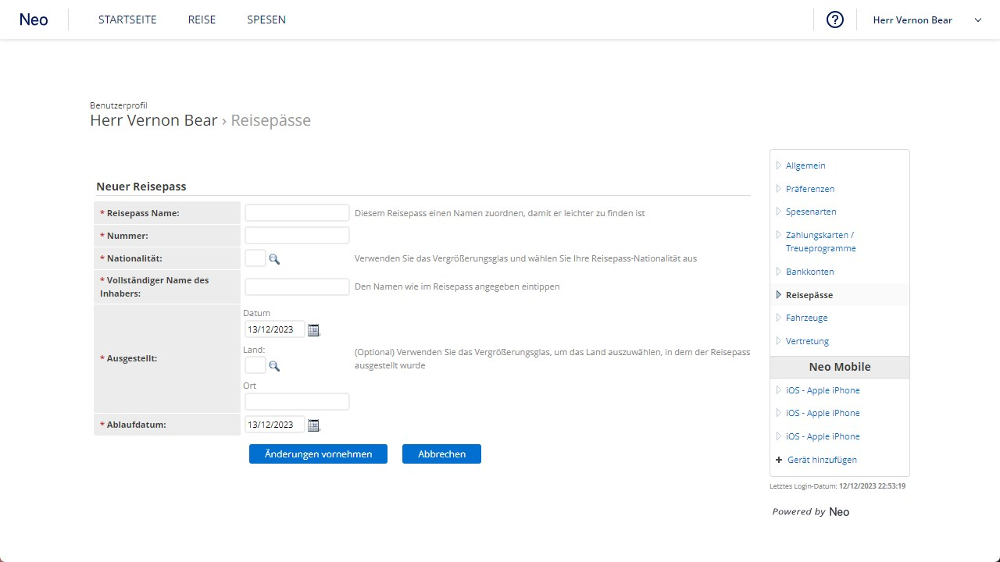 Neo
STARTSEITE
REISE
SPESEN
Herr Vernon Bear
Benutzerprofil
Herr Vernon Bear › Reisepässe
Neuer Reisepass
* Reisepass Name:
Diesem Reisepass einen Namen zuordnen, damit er leichter zu finden ist
* Nummer:
* Nationalität:
Verwenden Sie das Vergrößerungsglas und wählen Sie Ihre Reisepass-Nationalität aus
* Vollständiger Name des
Inhabers:
Den Namen wie im Reisepass angegeben eintippen
* Ausgestellt:
Datum
13/12/2023
Land:
(Optional) Verwenden Sie das Vergrößerungsglas, um das Land auszuwählen, in dem der Reisepass
ausgestellt wurde
Ort
* Ablaufdatum:
13/12/2023
Änderungen vornehmen
Abbrechen
Allgemein
Präferenzen
Spesenarten
Zahlungskarten /
Treueprogramme
Bankkonten
Reisepässe
Fahrzeuge
Vertretung
Neo Mobile
iOS - Apple iPhone
iOS - Apple iPhone
iOS - Apple iPhone
Gerät hinzufügen
Letztes Login-Datum: 12/12/2023 22:53:19
Powered by Neo